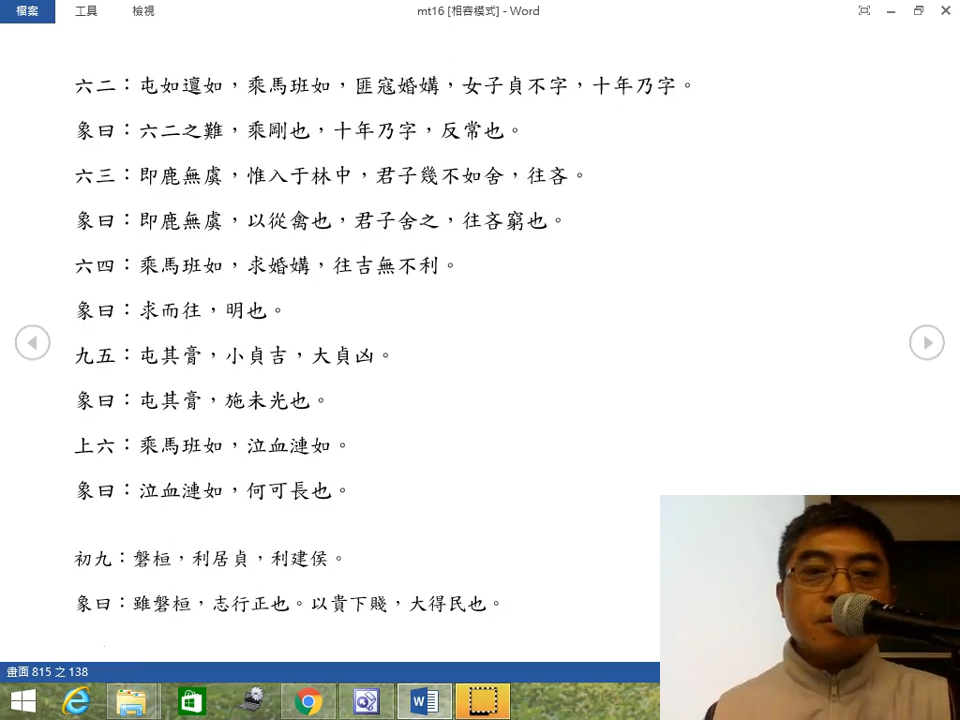 檔案 工具 檢視 mt16 [相容模式] - Word
六二：屯如邅如，乘馬班如，匪寇婚媾，女子貞不字，十年乃字。
象曰：六二之難，乘剛也，十年乃字，反常也。
六三：即鹿無虞，惟入于林中，君子幾不如舍，往吝。
象曰：即鹿無虞，以從禽也，君子舍之，往吝窮也。
六四：乘馬班如，求婚媾，往吉無不利。
象曰：求而往，明也。
九五：屯其膏，小貞吉，大貞凶。
象曰：屯其膏，施未光也。
上六：乘馬班如，泣血漣如。
象曰：泣血漣如，何可長也。
初九：磐桓，利居貞，利建侯。
象曰：雖磐桓，志行正也。以貴下賤，大得民也。
畫面 815 之 138